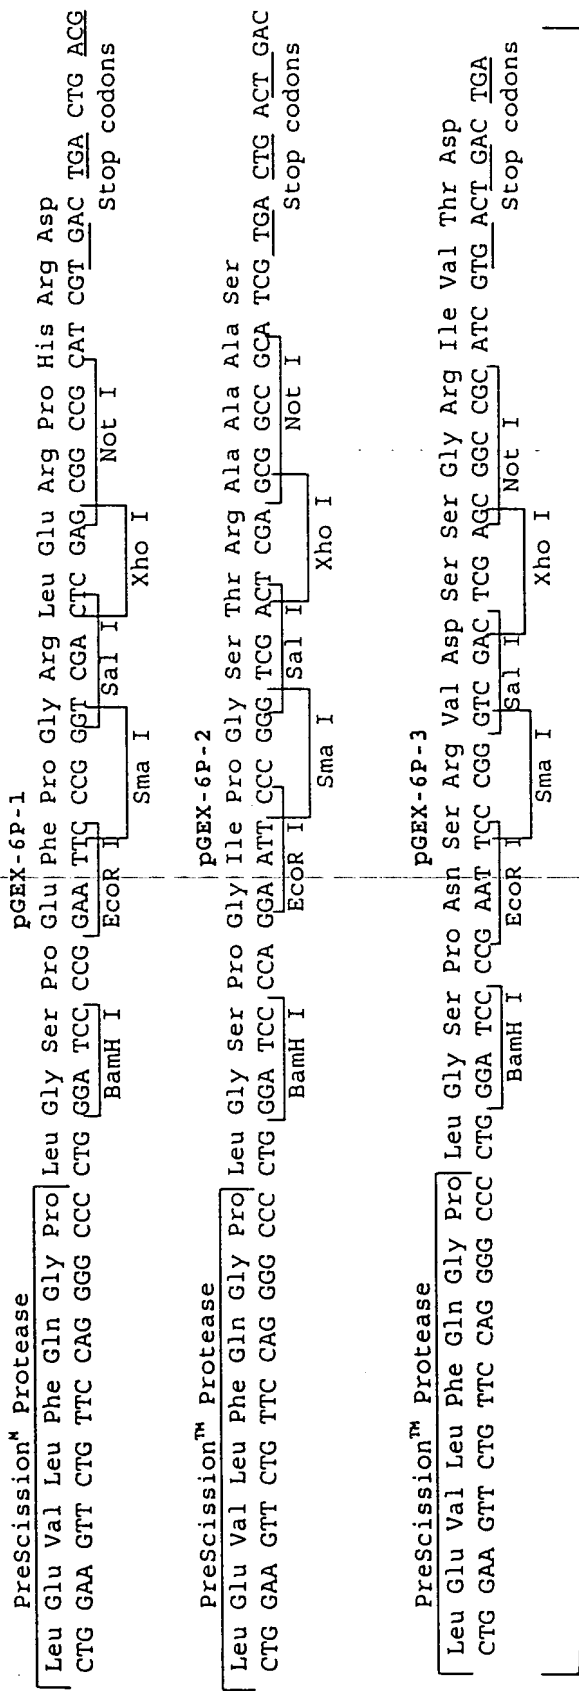 pGEX-6P-1
PreScissionᴹ Protease
Leu Glu Val Leu Phe Gln Gly Pro Leu Gly Ser Pro Glu Phe Pro Gly Arg Leu Glu Arg Pro His Arg Asp
CTG GAA GTT CTG TTC CAG GGG CCC CTG GGA TCC CCG GAA TTC CCG GGT CGA CTC GAG CGG CCG CAT CGT GAC TGA CTG ACG
BamH I EcoR I Sal I Not I Stop codons
Sma I Xho I
pGEX-6P-2
PreScission™ Protease
Leu Glu Val Leu Phe Gln Gly Pro Leu Gly Ser Pro Gly Ile Pro Gly Ser Thr Arg Ala Ala Ala Ser
CTG GAA GTT CTG TTC CAG GGG CCC CTG GGA TCC CCA GGA ATT CCC GGG TCG ACT CGA GCG GCC GCA TCG TGA CTG ACT GAC
BamH I EcoR I Sal I Not I Stop codons
Sma I Xho I
pGEX-6P-3
PreScission™ Protease
Leu Glu Val Leu Phe Gln Gly Pro Leu Gly Ser Pro Asn Ser Arg Val Asp Ser Ser Gly Arg Ile Val Thr Asp
CTG GAA GTT CTG TTC CAG GGG CCC CTG GGA TCC CCG AAT TCC CGG GTC GAC TCG AGC GGC CGC ATC GTG ACT GAC TGA
BamH I EcoR I Sal I Not I Stop codons
Sma I Xho I